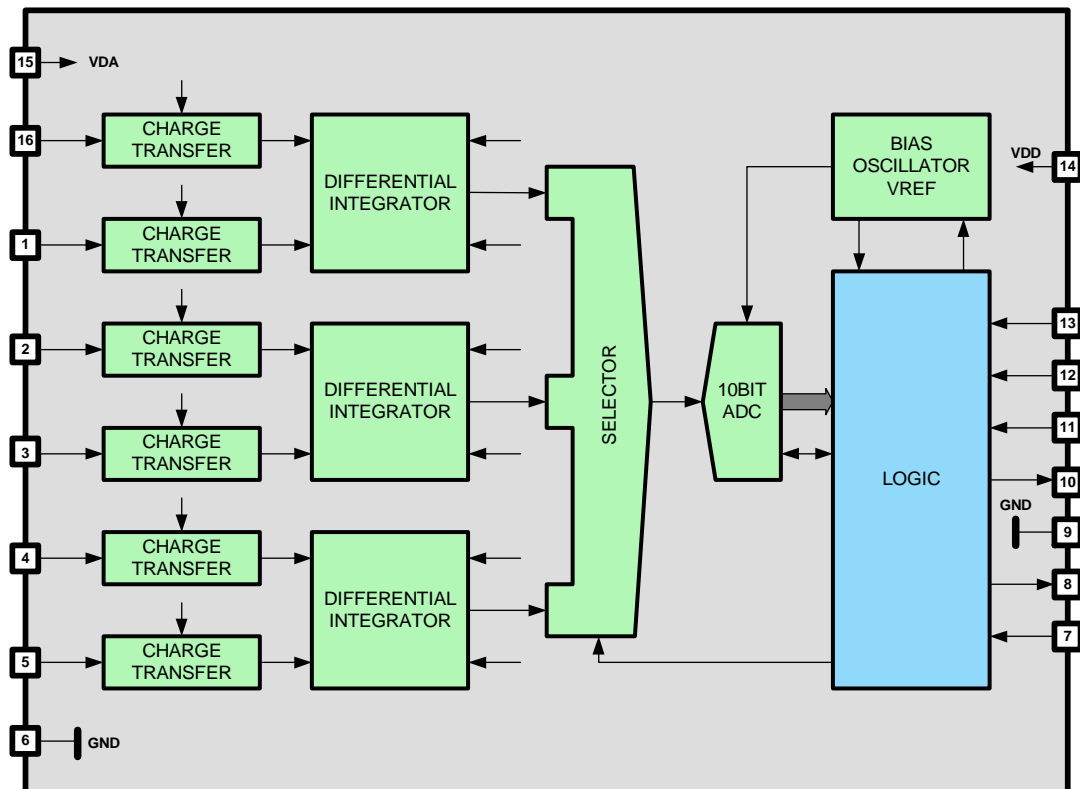 15
VDA
16
CHARGE
TRANSFER
1
CHARGE
TRANSFER
DIFFERENTIAL
INTEGRATOR
2
CHARGE
TRANSFER
3
CHARGE
TRANSFER
DIFFERENTIAL
INTEGRATOR
4
CHARGE
TRANSFER
5
CHARGE
TRANSFER
DIFFERENTIAL
INTEGRATOR
6
GND
SELECTOR
10BIT
ADC
BIAS
OSCILLATOR
VREF
LOGIC
VDD
14
13
12
11
10
GND
9
8
7